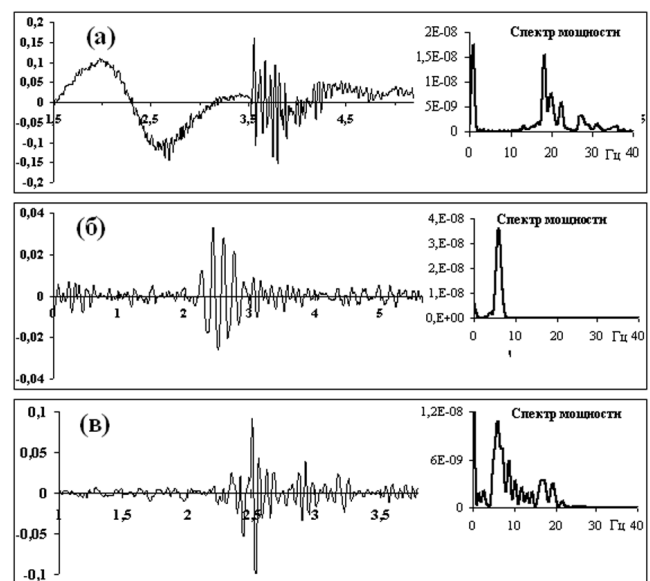 (а)
0,2
0,15
0,1
0,05
0
-0,05
-0,1
-0,15
-0,2
1,5 2,5 3,5 4,5 5
Спектр мощности
2E-08
1,5E-08
1E-08
5E-09
0
0 10 20 30 Гц 40
(б)
0,04
0,02
0
-0,02
-0,04
0 1 2 3 4 5
Спектр мощности
4,E-08
3,E-08
2,E-08
1,E-08
0,E+00
0 10 20 30 Гц 40
(в)
0,1
0,05
0
-0,05
-0,1
1 1,5 2 2,5 3 3,5
Спектр мощности
1,2E-08
6E-09
0
0 10 20 30 Гц 40